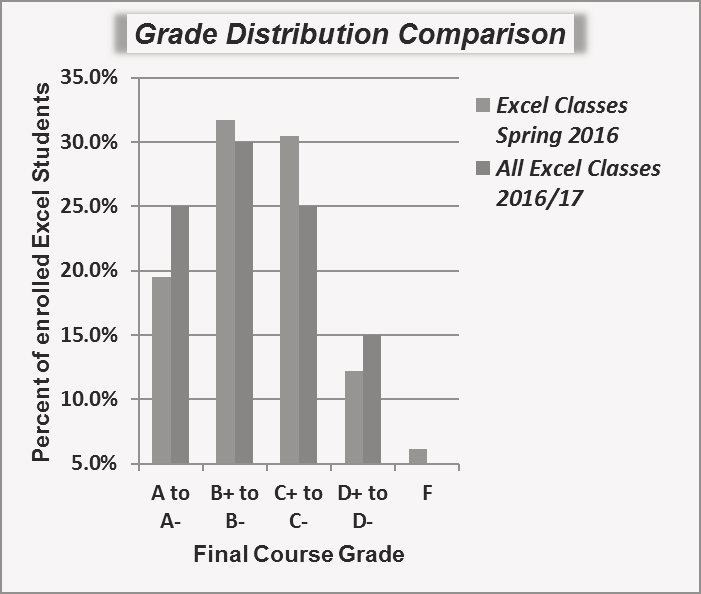 Grade Distribution Comparison
35.0%
30.0%
25.0%
20.0%
15.0%
10.0%
5.0%
Percent of enrolled Excel Students
A to
A-
B+ to
B-
C+ to
C-
D+ to
D-
F
Final Course Grade
Excel Classes
Spring 2016
All Excel Classes
2016/17